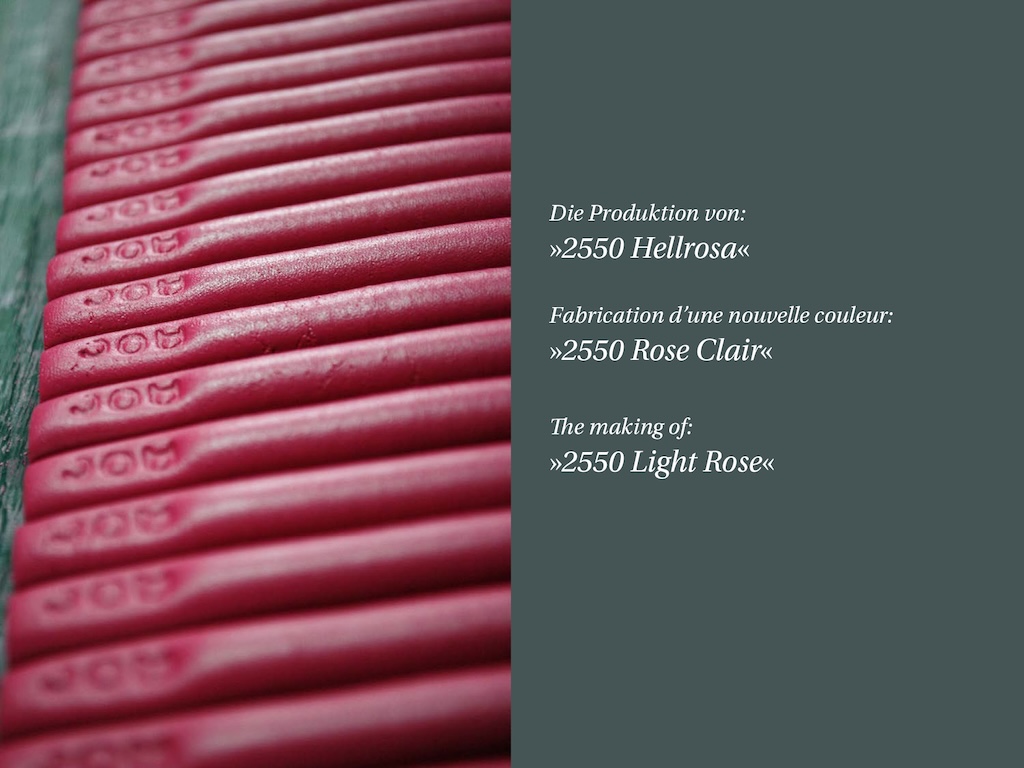 Die Produktion von:
»2550 Hellrosa«
Fabrication d’une nouvelle couleur:
»2550 Rose Clair«
The making of:
»2550 Light Rose«